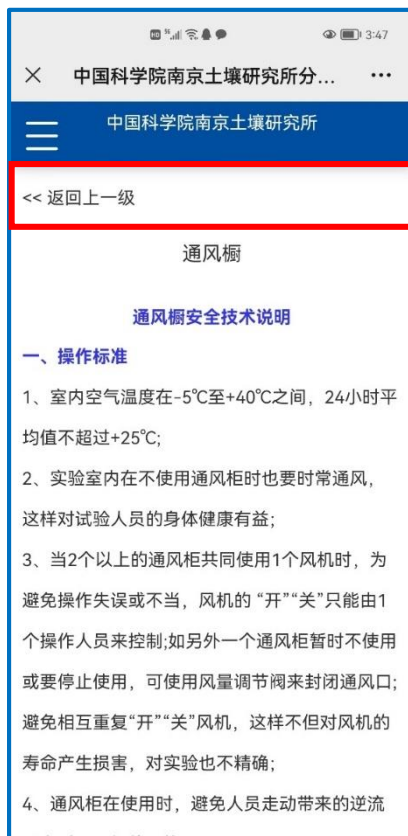 3:47
中国科学院南京土壤研究所分...
中国科学院南京土壤研究所
<< 返回上一级
通风橱
通风橱安全技术说明
一、操作标准
1、室内空气温度在-5℃至+40℃之间，24小时平
均值不超过+25℃;
2、实验室内在不使用通风柜时也要时常通风，
这样对试验人员的身体健康有益;
3、当2个以上的通风柜共同使用1个风机时，为
避免操作失误或不当，风机的 “开”“关”只能由1
个操作人员来控制;如另外一个通风柜暂时不使用
或要停止使用，可使用风量调节阀来封闭通风口;
避免相互重复“开”“关”风机，这样不但对风机的
寿命产生损害，对实验也不精确;
4、通风柜在使用时，避免人员走动带来的逆流